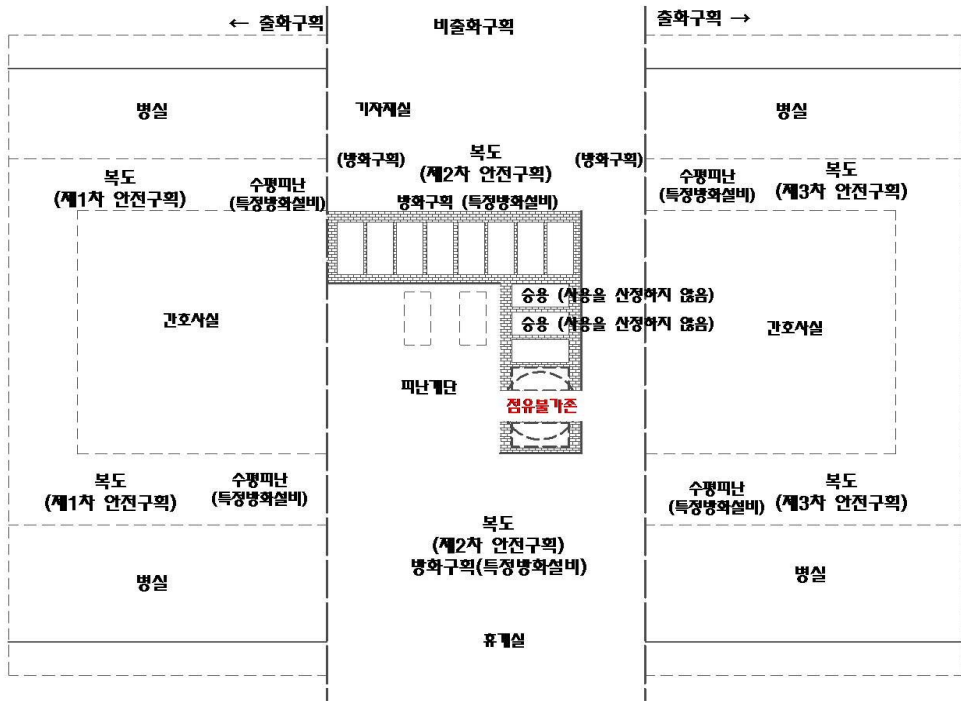 ← 출화구획
비출화구획
출화구획 →
병실
기자재실
병실
(방화구획)
복도
(제2차 안전구획)
(방화구획)
복도
(제1차 안전구획)
수평피난
(특정방화설비)
방화구획 (특정방화설비)
수평피난
(특정방화설비)
복도
(제3차 안전구획)
승용 (사용을 산정하지 않음)
승용 (사용을 산정하지 않음)
간호사실
간호사실
피난계단
점유불가존
복도
(제1차 안전구획)
수평피난
(특정방화설비)
수평피난
(특정방화설비)
복도
(제3차 안전구획)
복도
(제2차 안전구획)
방화구획(특정방화설비)
병실
병실
휴게실